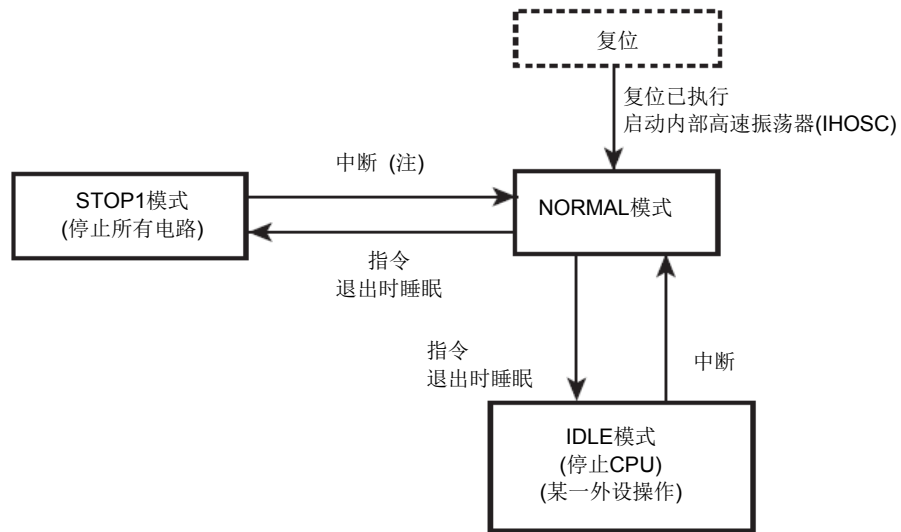 复位
复位已执行
启动内部高速振荡器(IHOSC)
中断 (注)
STOP1模式
(停止所有电路)
NORMAL模式
指令
退出时睡眠
指令
退出时睡眠
中断
IDLE模式
(停止CPU)
(某一外设操作)